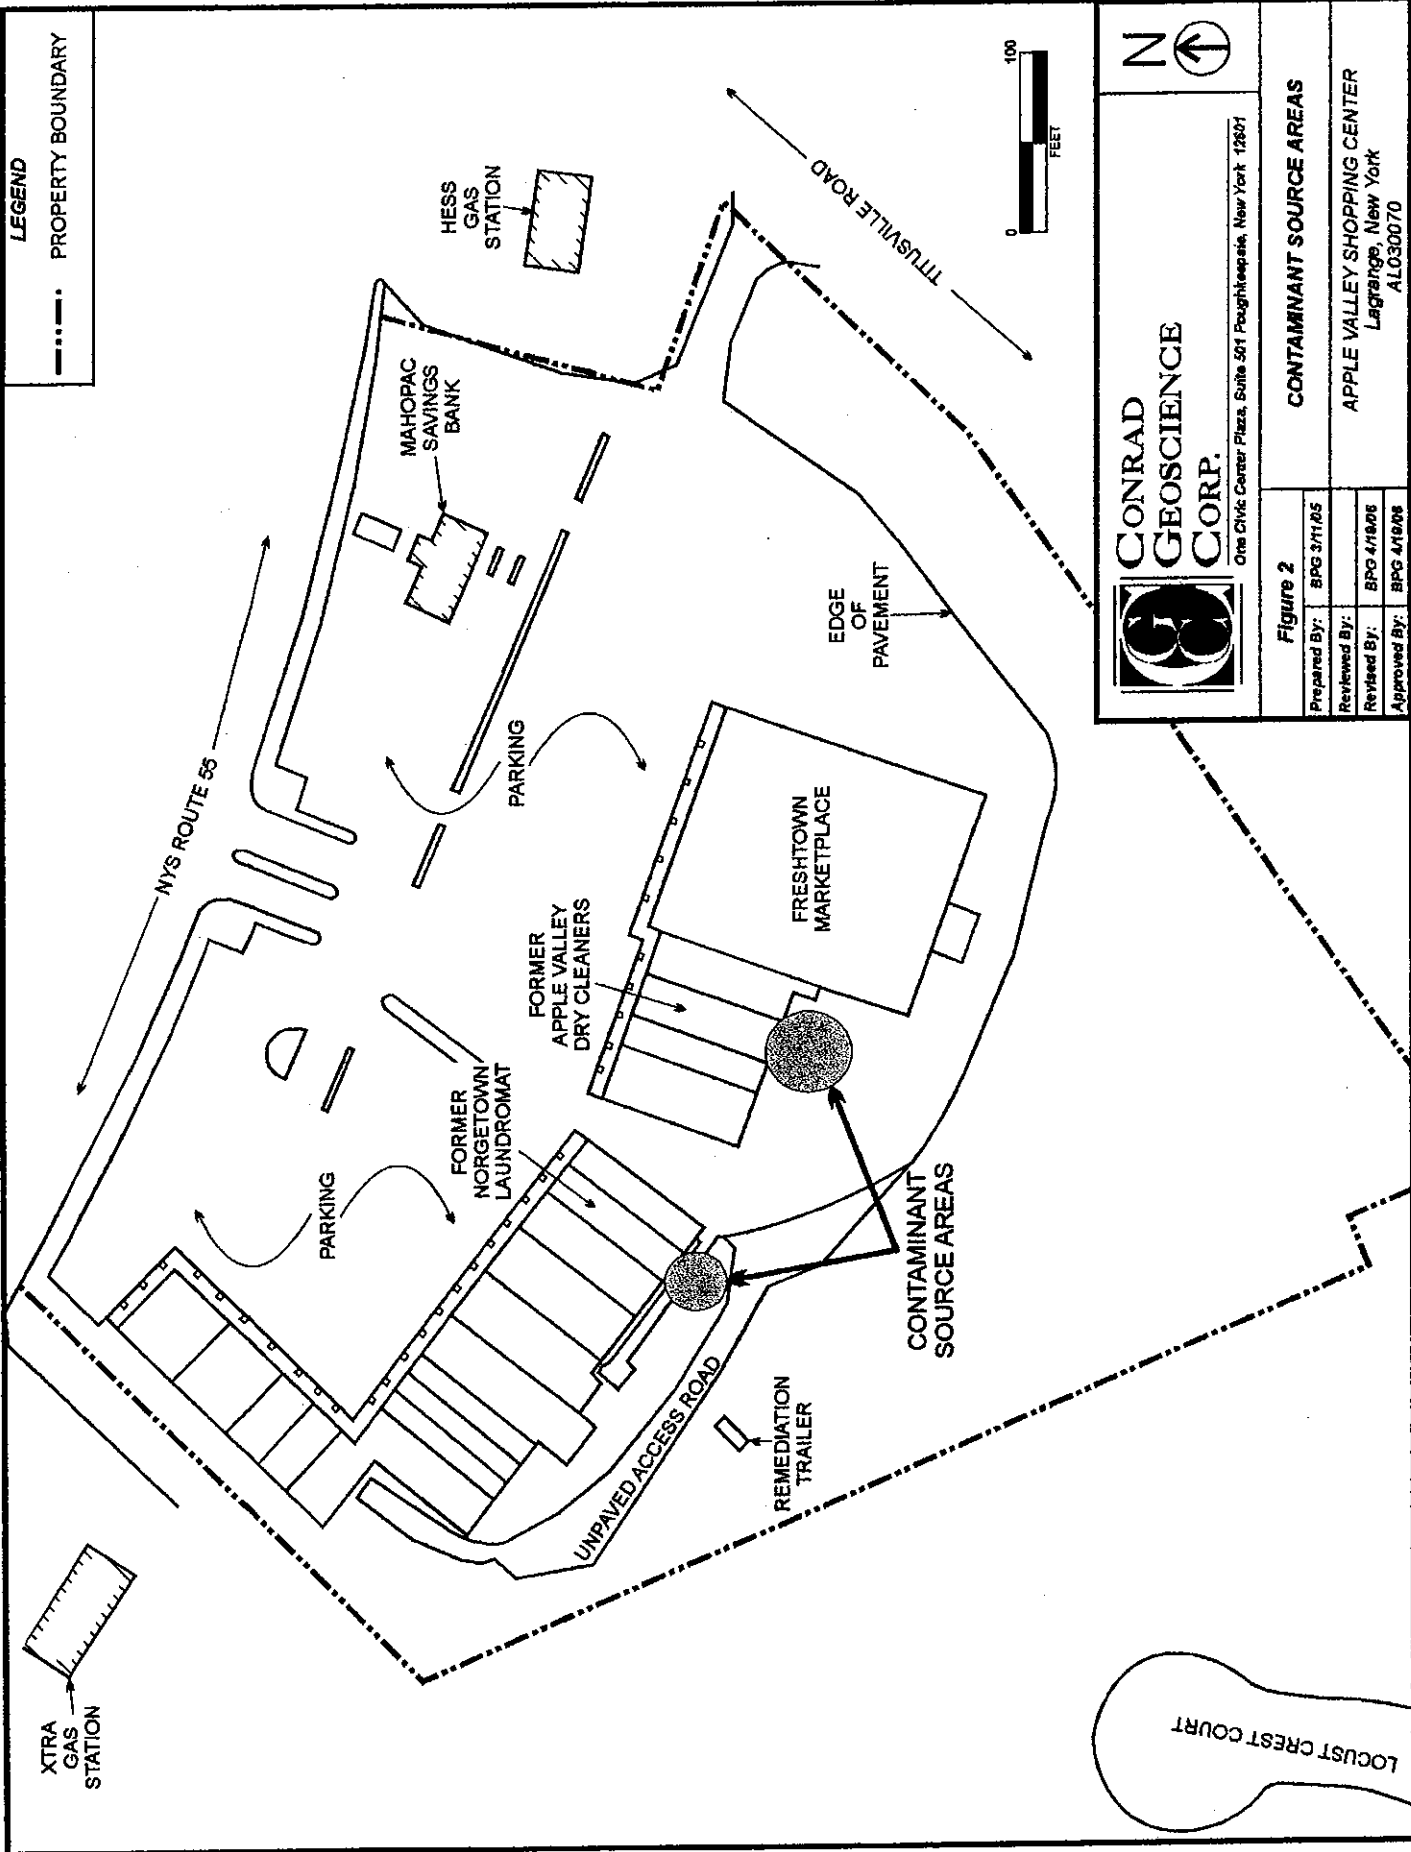 LEGEND
PROPERTY BOUNDARY
XTRA
GAS
STATION
NYS ROUTE 55
HESS
GAS
STATION
MAHOPAC
SAVINGS
BANK
PARKING
PARKING
FORMER
NORGETOWN
LAUNDROMAT
FORMER
APPLE VALLEY
DRY CLEANERS
FRESHTOWN
MARKETPLACE
EDGE
OF
PAVEMENT
TITUSVILLE ROAD
UNPAVED ACCESS ROAD
REMEDIATION
TRAILER
CONTAMINANT
SOURCE AREAS
LOCUST CREST COURT
0 100
FEET
CONRAD
GEOSCIENCE
CORP.
One Civic Center Plaza, Suite 501 Poughkeepsie, New York 12601
N
Figure 2
Prepared By: BPG 3/11/05
Reviewed By:
Revised By: BPG 4/19/06
Approved By: BPG 4/19/06
CONTAMINANT SOURCE AREAS
APPLE VALLEY SHOPPING CENTER
Lagrange, New York
AL030070